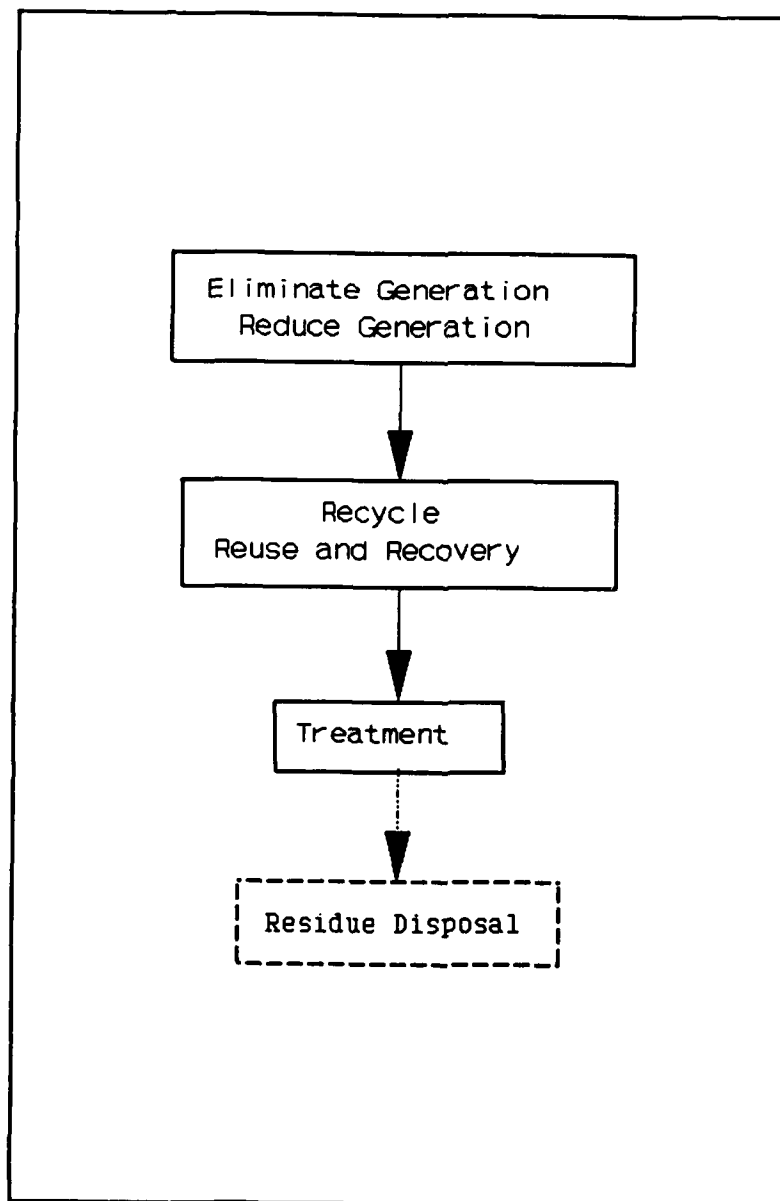 Eliminate Generation
Reduce Generation
Recycle
Reuse and Recovery
Treatment
Residue Disposal